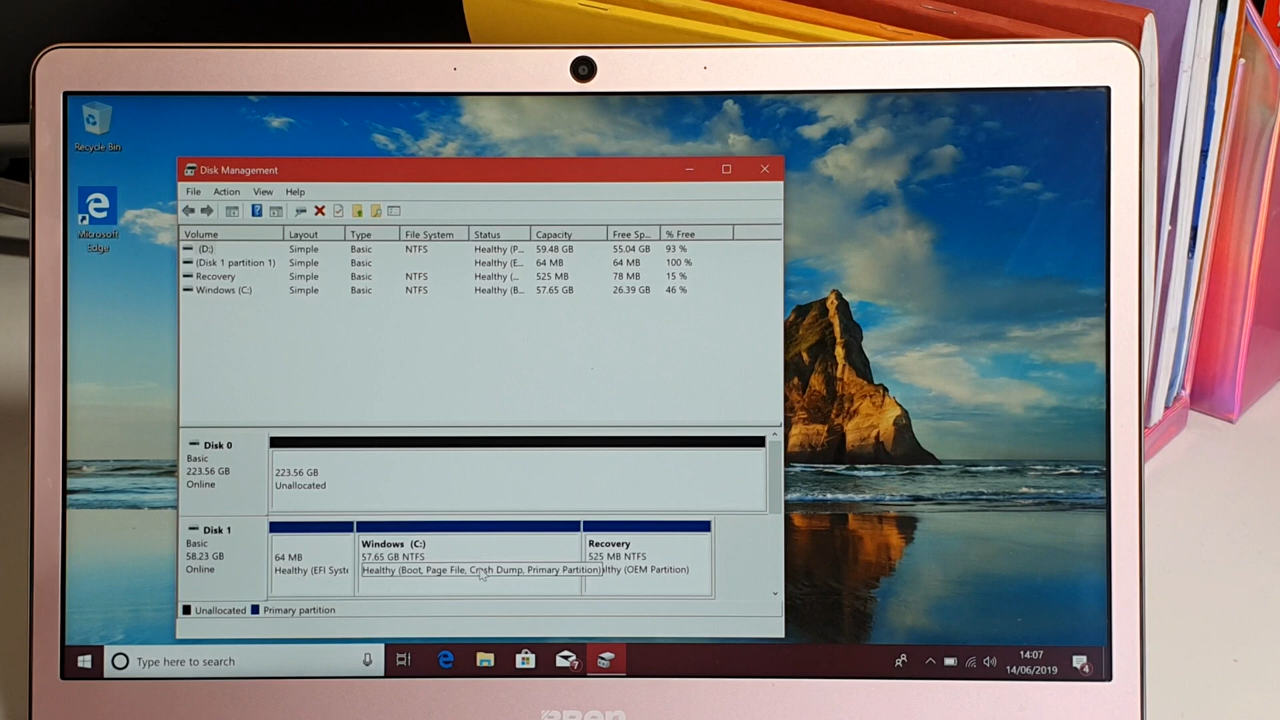 Recycle Bin
Microsoft
Edge
Disk Management
File Action View Help
Volume Layout Type File System Status Capacity Free Sp... % Free
(D:) Simple Basic NTFS Healthy (P... 59.48 GB 55.04 GB 93 %
(Disk 1 partition 1) Simple Basic Healthy (E... 64 MB 64 MB 100 %
Recovery Simple Basic NTFS Healthy (... 525 MB 78 MB 15 %
Windows (C:) Simple Basic NTFS Healthy (B... 57.65 GB 26.39 GB 46 %
Disk 0
Basic
223.56 GB
Online
223.56 GB
Unallocated
Disk 1
Basic
58.23 GB
Online
64 MB
Healthy (EFI Syste
Windows (C:)
57.65 GB NTFS
Healthy (Boot, Page File, Crash Dump, Primary Partition)
Recovery
525 MB NTFS
lthy (OEM Partition)
Unallocated Primary partition
Type here to search
7
14:07
14/06/2019
4